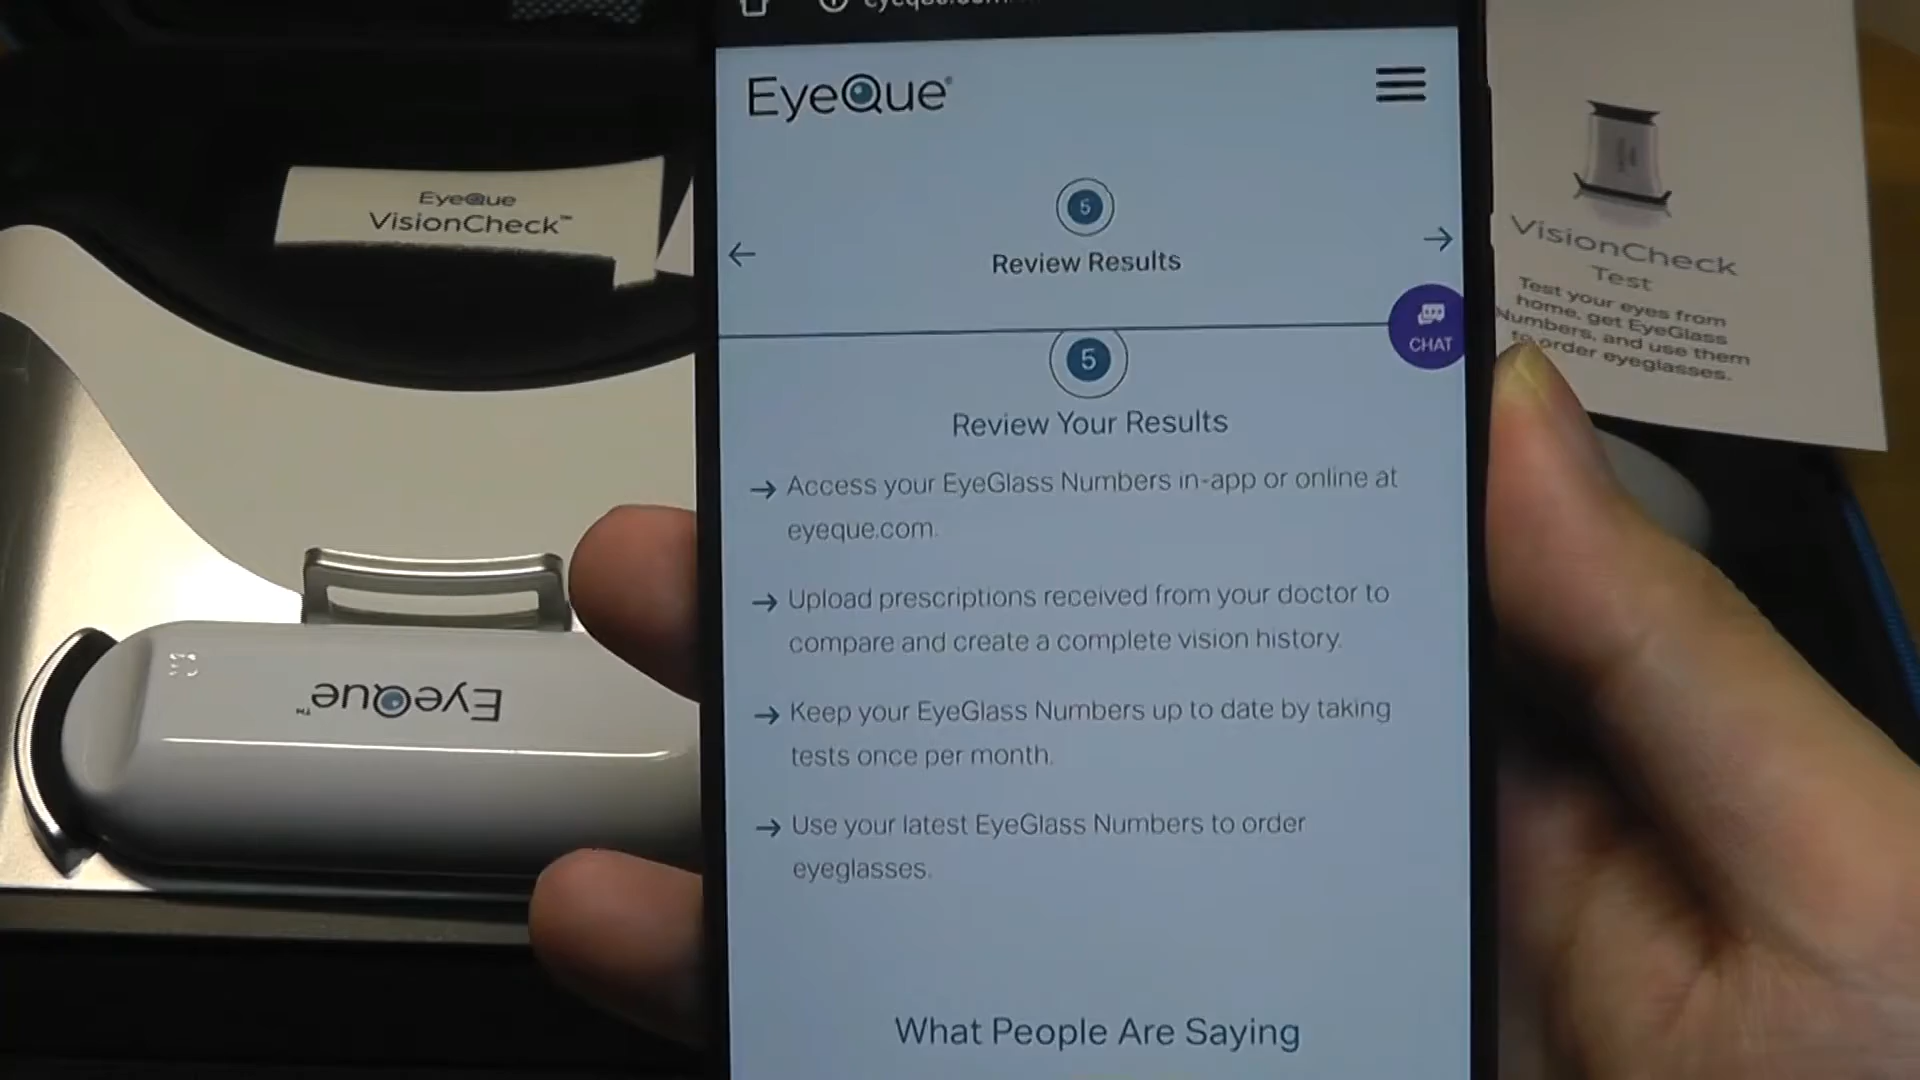 EyeQue
5
Review Results
CHAT
5
Review Your Results
→ Access your EyeGlass Numbers in-app or online at
eyeque.com.
→ Upload prescriptions received from your doctor to
compare and create a complete vision history.
→ Keep your EyeGlass Numbers up to date by taking
tests once per month.
→ Use your latest EyeGlass Numbers to order
eyeglasses.
What People Are Saying
EyeQue
VisionCheck™
EyeQue™
VisionCheck
Test
Test your eyes from
home, get EyeGlass
Numbers, and use them
to order eyeglasses.